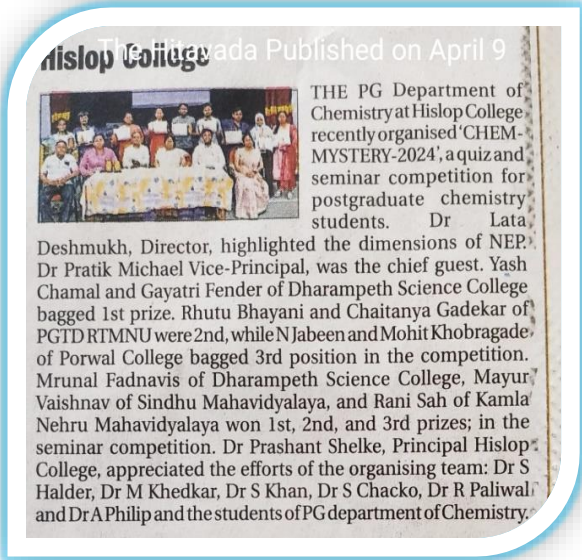 The Hitavada Published on April 9
Hislop College
THE PG Department of
Chemistry at Hislop College
recently organised ‘CHEM-
MYSTERY-2024’, a quiz and
seminar competition for
postgraduate chemistry
students. Dr Lata
Deshmukh, Director, highlighted the dimensions of NEP.
Dr Pratik Michael Vice-Principal, was the chief guest. Yash
Chamal and Gayatri Fender of Dharampeth Science College
bagged 1st prize. Rhutu Bhayani and Chaitanya Gadekar of
PGTD RTMNU were 2nd, while N Jabeen and Mohit Khobragade
of Porwal College bagged 3rd position in the competition.
Mrunal Fadnavis of Dharampeth Science College, Mayur
Vaishnav of Sindhu Mahavidyalaya, and Rani Sah of Kamla
Nehru Mahavidyalaya won 1st, 2nd, and 3rd prizes; in the
seminar competition. Dr Prashant Shelke, Principal Hislop
College, appreciated the efforts of the organising team: Dr S
Halder, Dr M Khedkar, Dr S Khan, Dr S Chacko, Dr R Paliwal
and Dr A Philip and the students of PG department of Chemistry.